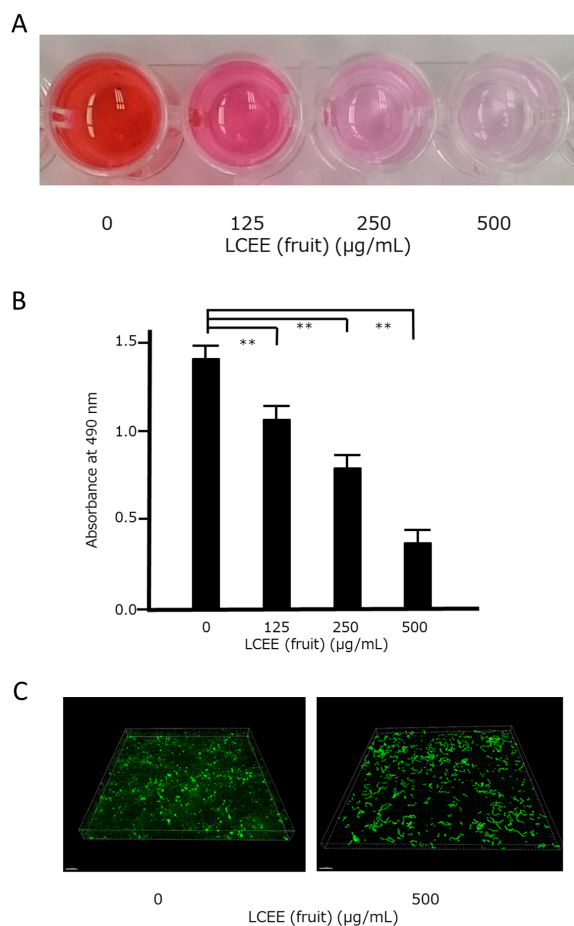 A
0 125 250 500
LCEE (fruit) (µg/mL)
B
** ** **
1.5
1.0
0.5
0.0
Absorbance at 490 nm
0 125 250 500
LCEE (fruit) (µg/mL)
C
0 500
LCEE (fruit) (µg/mL)